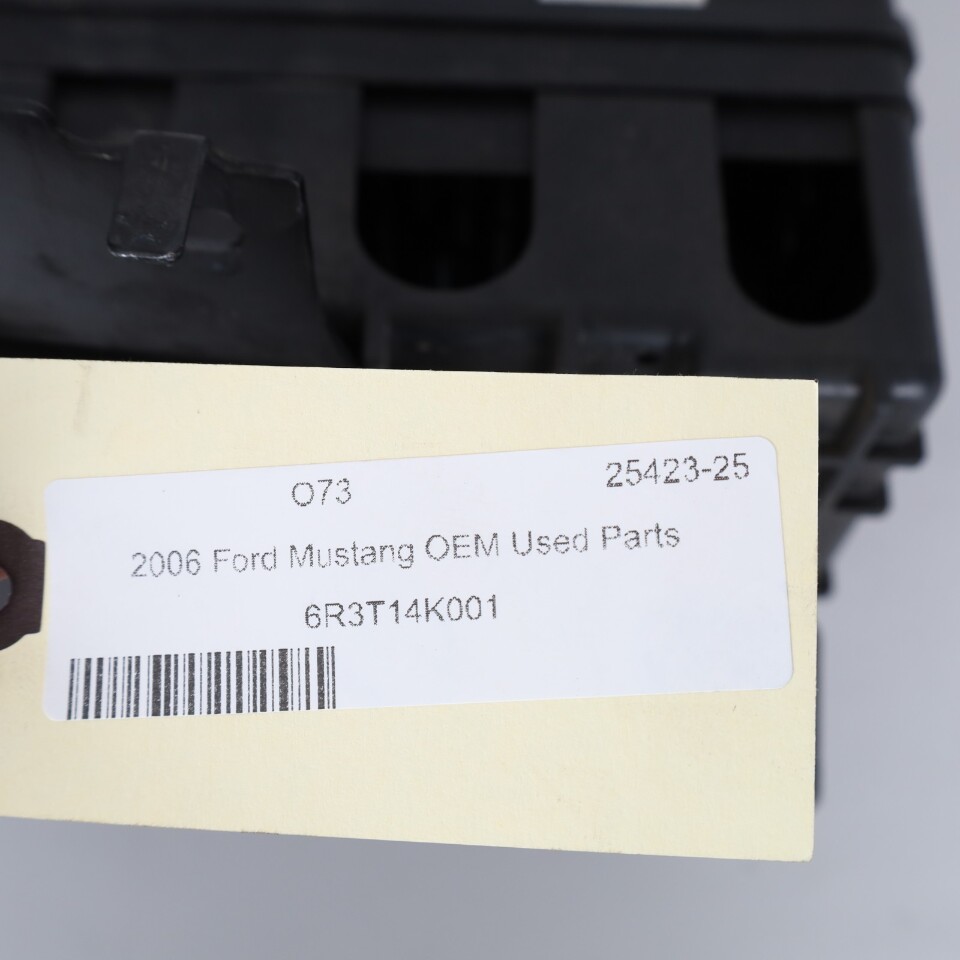 O73 25423-25
2006 Ford Mustang OEM Used Parts
6R3T14K001